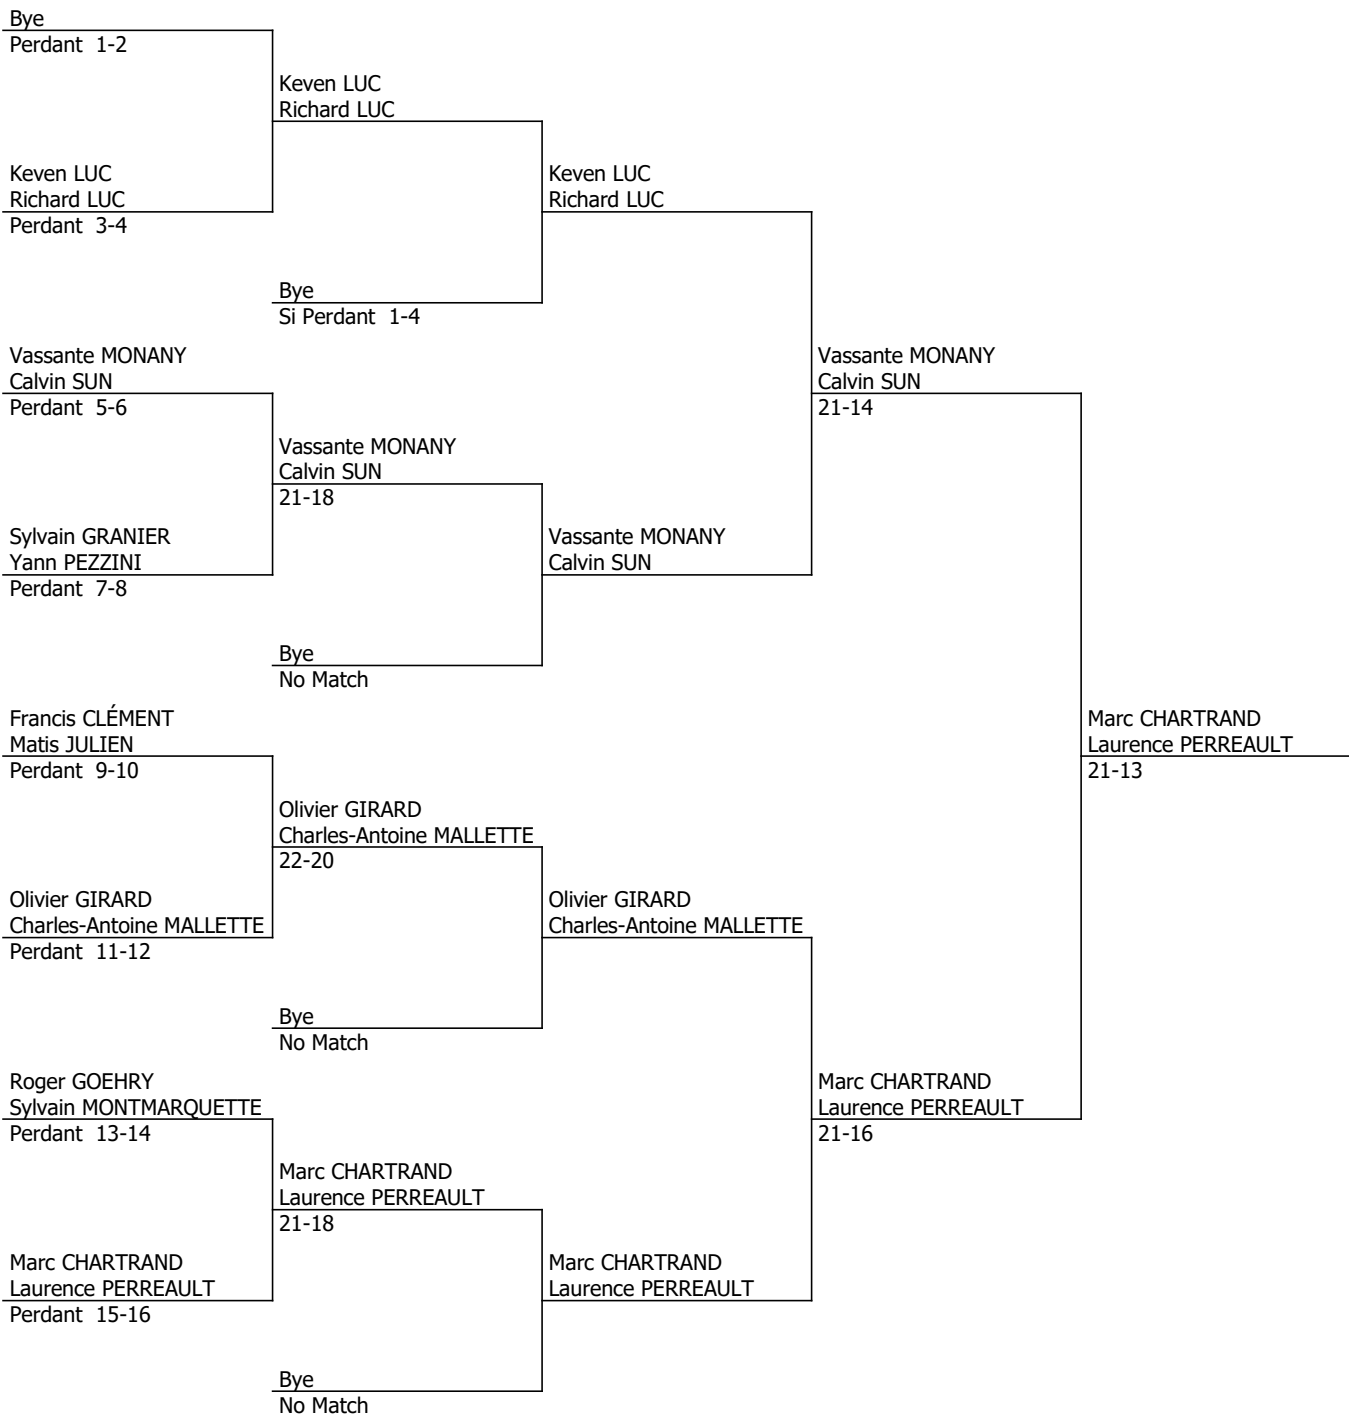 Bye
Perdant 1-2
Keven LUC
Richard LUC
Keven LUC
Richard LUC
Perdant 3-4
Keven LUC
Richard LUC
Bye
Si Perdant 1-4
Vassante MONANY
Calvin SUN
Perdant 5-6
Vassante MONANY
Calvin SUN
21-14
Vassante MONANY
Calvin SUN
21-18
Sylvain GRANIER
Yann PEZZINI
Perdant 7-8
Vassante MONANY
Calvin SUN
Bye
No Match
Francis CLÉMENT
Matis JULIEN
Perdant 9-10
Marc CHARTRAND
Laurence PERREAULT
21-13
Olivier GIRARD
Charles-Antoine MALLETTE
22-20
Olivier GIRARD
Charles-Antoine MALLETTE
Perdant 11-12
Olivier GIRARD
Charles-Antoine MALLETTE
Bye
No Match
Roger GOEHRY
Sylvain MONTMARQUETTE
Perdant 13-14
Marc CHARTRAND
Laurence PERREAULT
21-16
Marc CHARTRAND
Laurence PERREAULT
21-18
Marc CHARTRAND
Laurence PERREAULT
Perdant 15-16
Marc CHARTRAND
Laurence PERREAULT
Bye
No Match